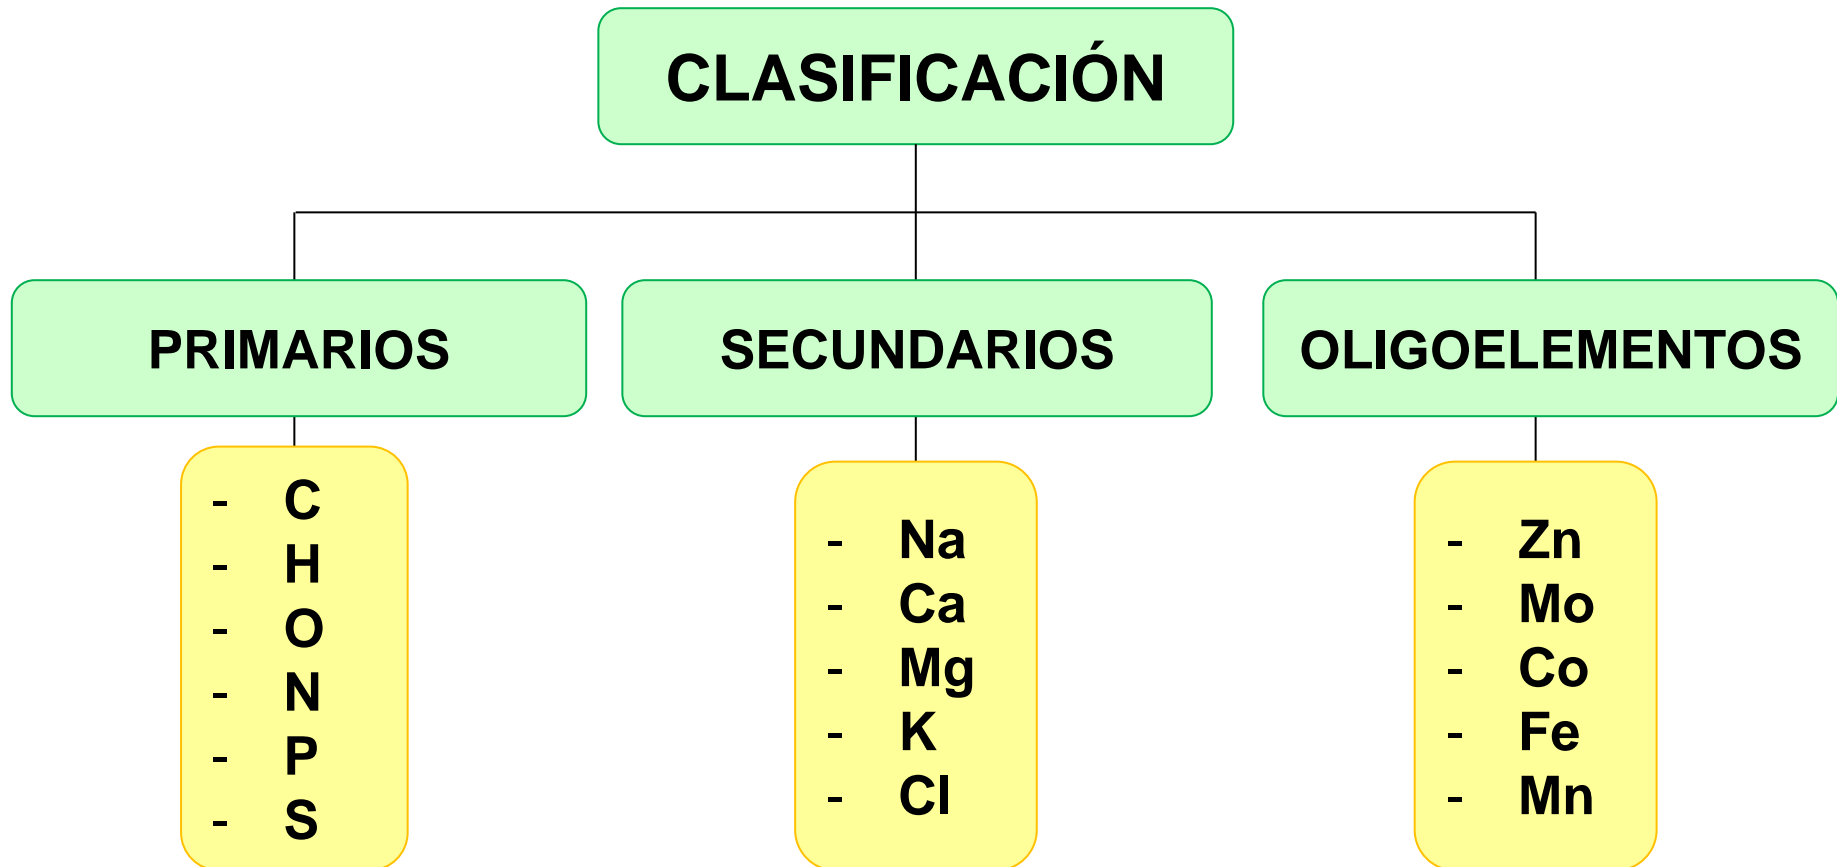 CLASIFICACIÓN
PRIMARIOS
- C
- H
- O
- N
- P
- S
SECUNDARIOS
- Na
- Ca
- Mg
- K
- Cl
OLIGOELEMENTOS
- Zn
- Mo
- Co
- Fe
- Mn